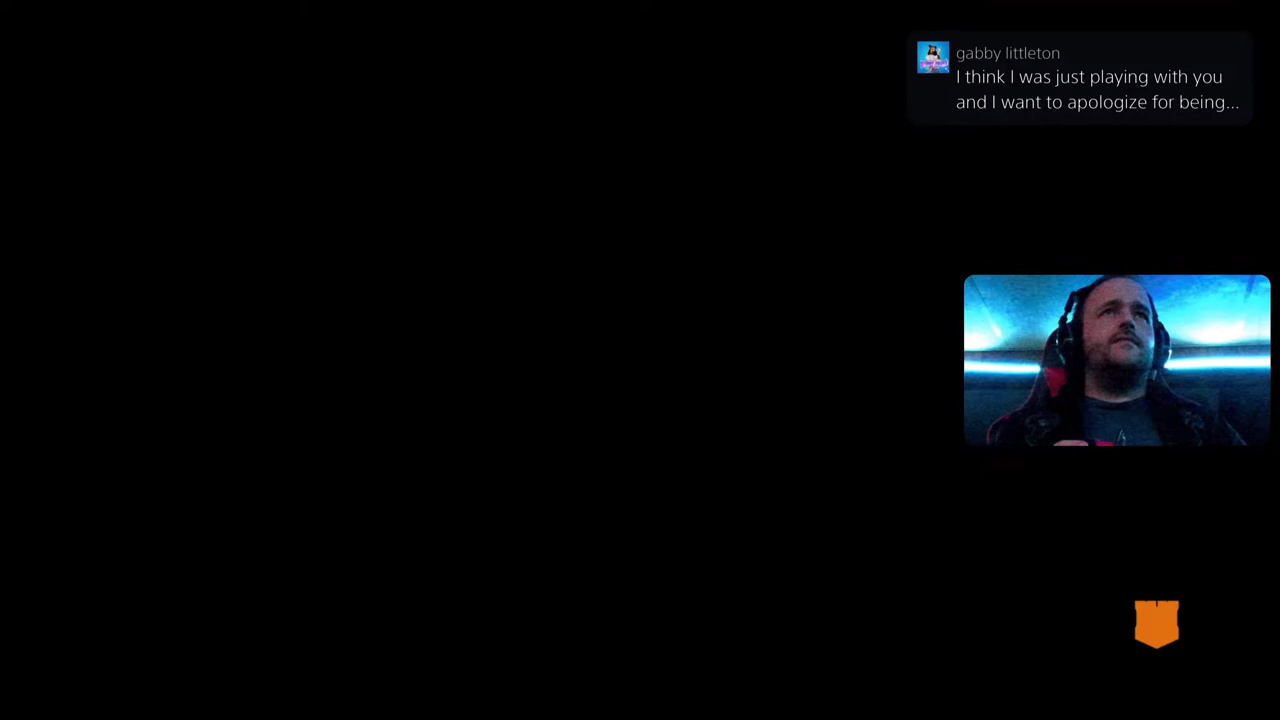 gabby littleton
I think I was just playing with you
and I want to apologize for being...